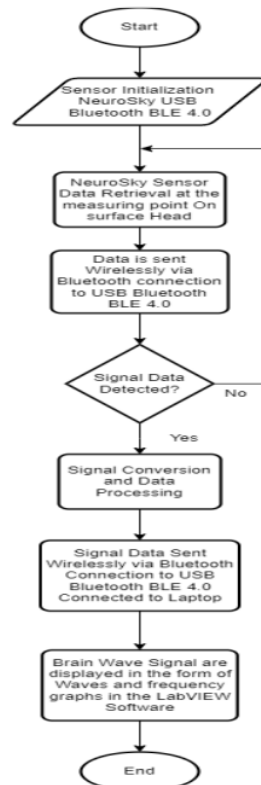 Start
Sensor Initialization
NeuroSky USB
Bluetooth BLE 4.0
NeuroSky Sensor
Data Retrieval at the
measuring point On
surface Head
Data is sent
Wirelessly via
Bluetooth connection
to USB Bluetooth
BLE 4.0
Signal Data
Detected?
No
Yes
Signal Conversion
and Data
Processing
Signal Data Sent
Wirelessly via Bluetooth
Connection to USB
Bluetooth BLE 4.0
Connected to Laptop
Brain Wave Signal are
displayed in the form of
Waves and frequency
graphs in the LabVIEW
Software
End